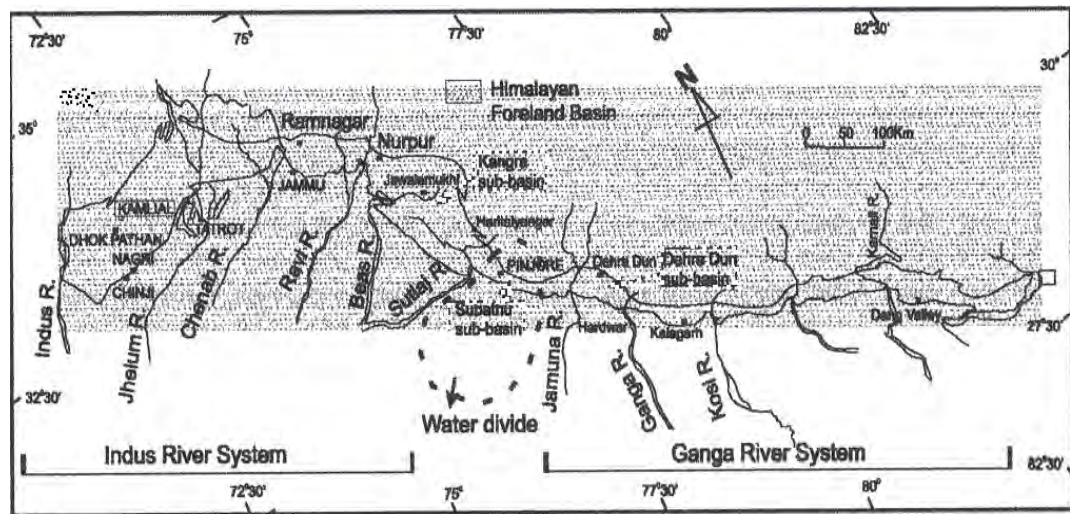 72°30'
75°
77°30'
80°
82°30'
30°
Himalayan
Foreland Basin
N
35°
0 50 100Km
Ramnagar
Nurpur
Kangra
sub-basin
Jawalamukhi
JAMMU
KAMLIAL
TATROT
DHOK PATHAN
NAGRI
CHINJI
Haritalyangar
PINJORE
Dehra Dun
Dehra Dun
sub-basin
Karnali R.
Subathu
sub-basin
Hardwar
Kalagarh
Dang Valley
27°30'
Indus R.
Jhelum R.
Chenab R.
Ravi R.
Beas R.
Sutlej R.
Jamuna R.
Ganga R.
Kosi R.
32°30'
Water divide
Indus River System
Ganga River System
82°30'
72°30'
75°
77°30'
80°